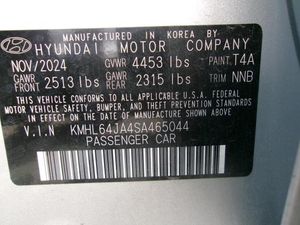 MANUFACTURED IN KOREA BY
HYUNDAI MOTOR COMPANY
NOV/2024 GVWR 4453 lbs PAINT: T4A
GAWR FRONT 2513 lbs GAWR REAR 2315 lbs TRIM NNB
THIS VEHICLE CONFORMS TO ALL APPLICABLE
FEDERAL MOTOR VEHICLE SAFETY, BUMPER, AND
THEFT PREVENTION STANDARDS IN EFFECT ON
THE DATE OF MANUFACTURE SHOWN ABOVE.
V.I.N KMHL64JA4SA465044
PASSENGER CAR